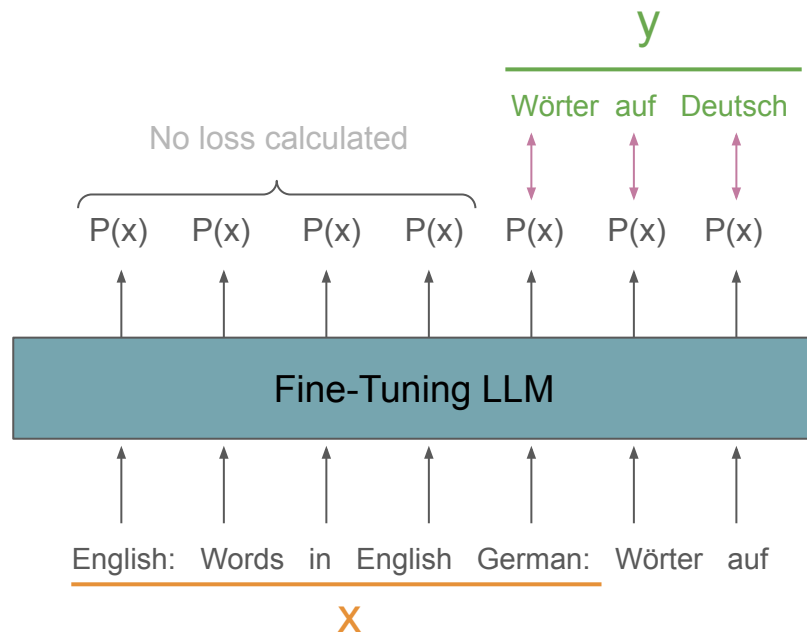 y
Wörter auf Deutsch
No loss calculated
P(x) P(x) P(x) P(x) P(x) P(x) P(x)
Fine-Tuning LLM
English: Words in English German: Wörter auf
x